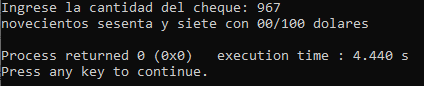 Ingrese la cantidad del cheque: 967
novecientos sesenta y siete con 00/100 dolares
Process returned 0 (0x0)   execution time : 4.440 s
Press any key to continue.